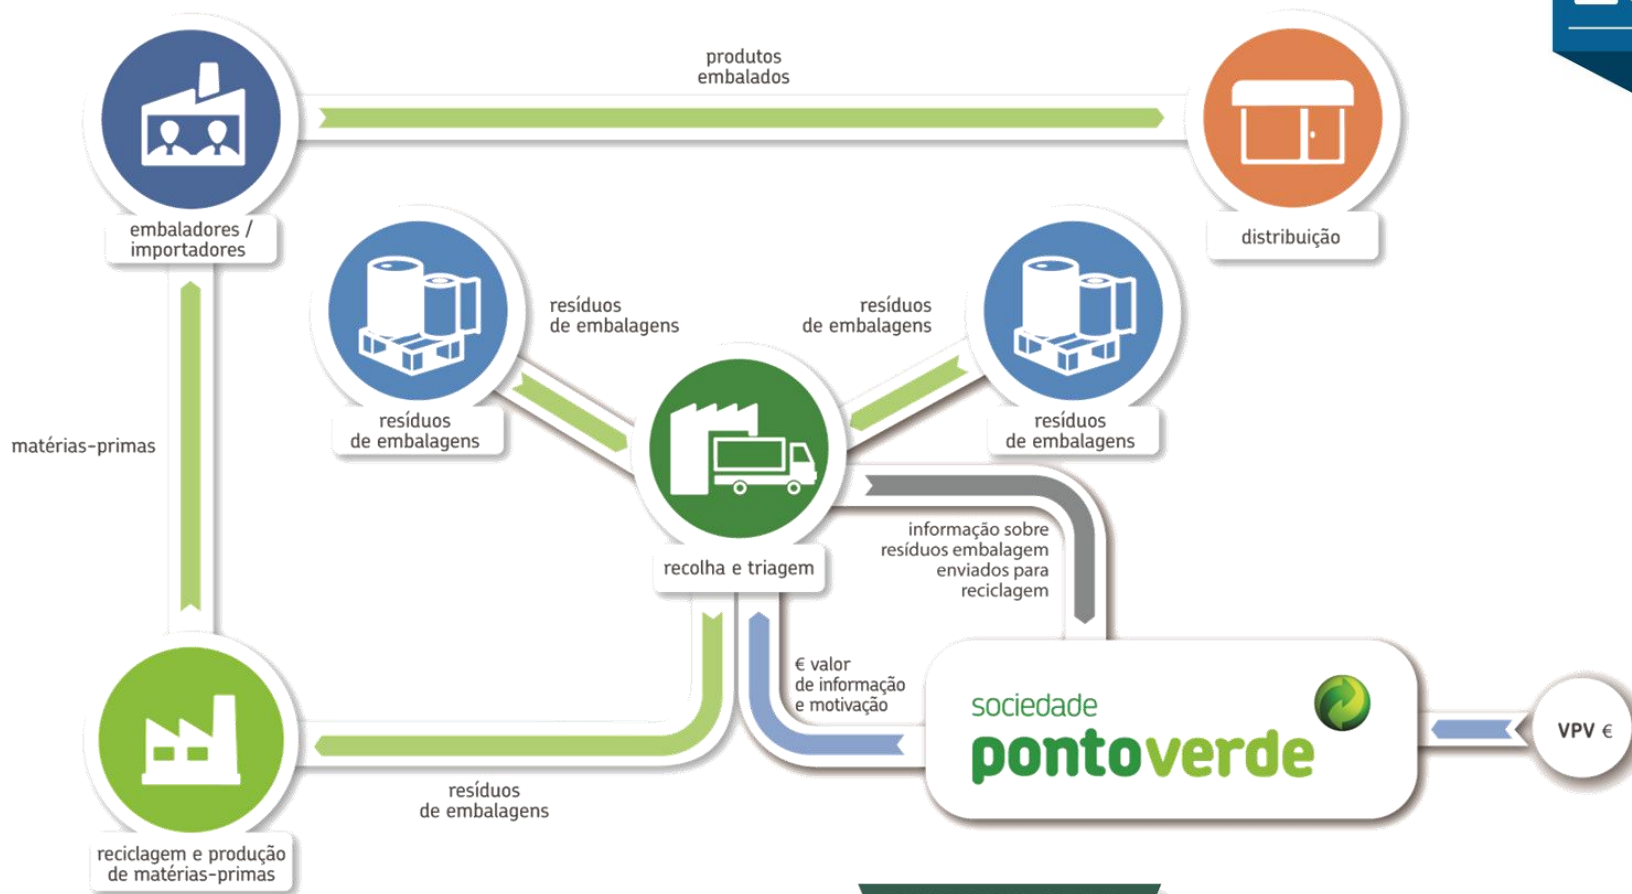 produtos
embalados
embaladores /
importadores
distribuição
resíduos
de embalagens
resíduos
de embalagens
resíduos
de embalagens
resíduos
de embalagens
matérias-primas
recolha e triagem
informação sobre
resíduos embalagem
enviados para
reciclagem
€ valor
de informação
e motivação
sociedade
pontoverde
VPV €
resíduos
de embalagens
reciclagem e produção
de matérias-primas